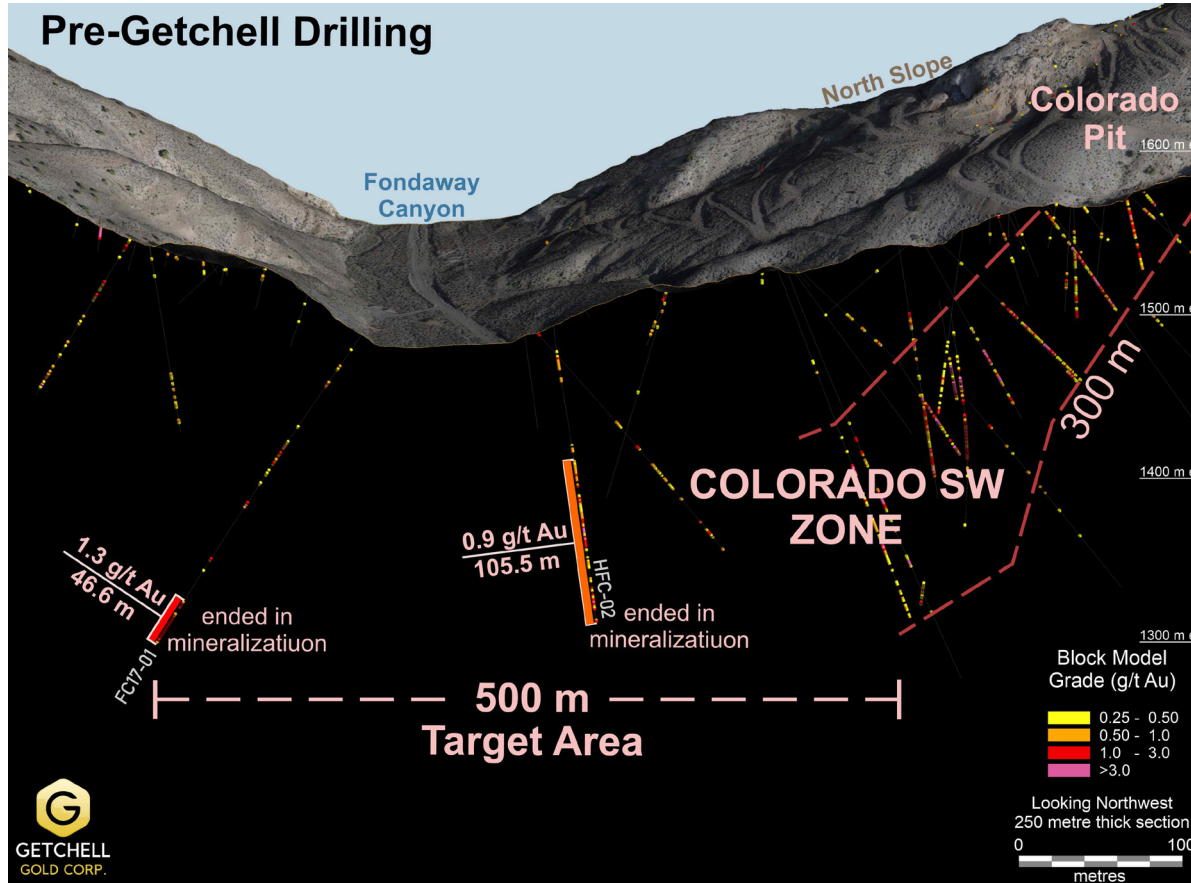 Pre-Getchell Drilling
North Slope
Colorado
Pit
1600 m e
Fondaway
Canyon
1500 m e
300 m
1400 m e
COLORADO SW
ZONE
0.9 g/t Au
105.5 m
HFC-02
1.3 g/t Au
46.6 m
FC17-01
ended in
mineralizatiuon
ended in
mineralizatiuon
1300 m e
500 m
Target Area
Block Model
Grade (g/t Au)
0.25 - 0.50
0.50 - 1.0
1.0 - 3.0
>3.0
Looking Northwest
250 metre thick section
0 100
metres
G
GETCHELL
GOLD CORP.